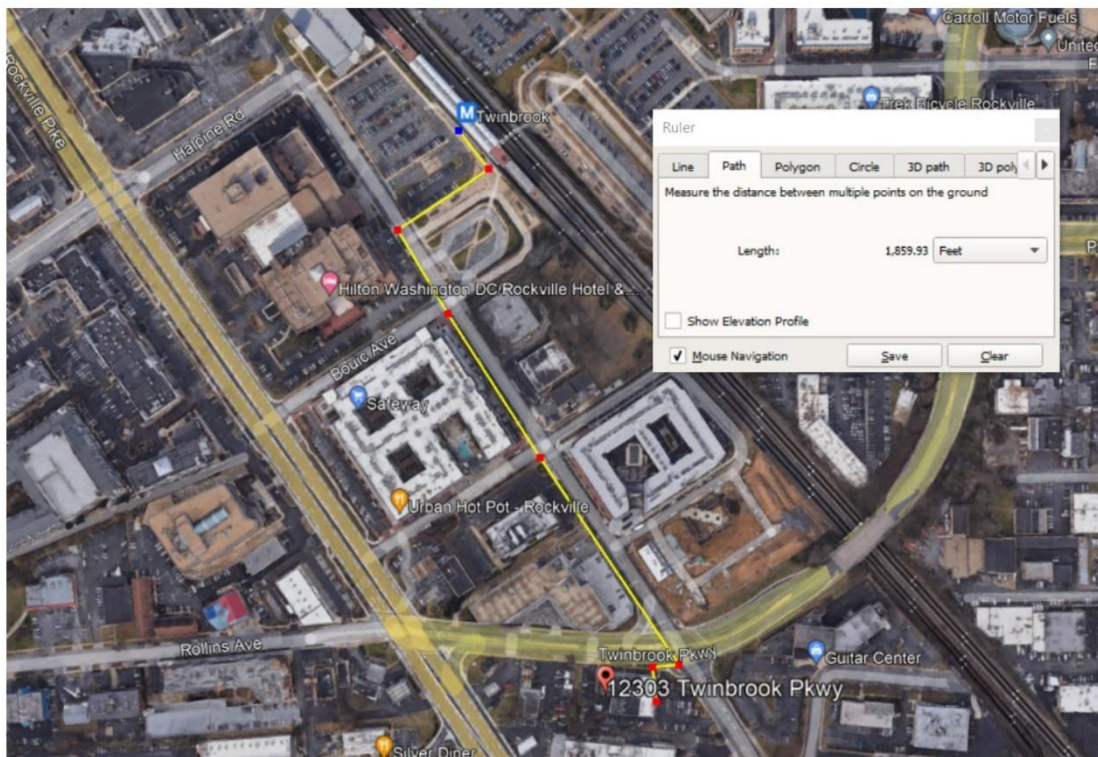 Carroll Motor Fuels
United
F
Rockville Pike
Halpine Rd
M Twinbrook
Trek Bicycle Rockville
Ruler
Line Path Polygon Circle 3D path 3D poly
Measure the distance between multiple points on the ground
Length: 1,859.93 Feet
Show Elevation Profile
Mouse Navigation Save Clear
P
Hilton Washington DC/Rockville Hotel &...
Bouic Ave
Safeway
Urban Hot Pot - Rockville
Rollins Ave
Twinbrook Pkwy
Guitar Center
12303 Twinbrook Pkwy
Silver Diner